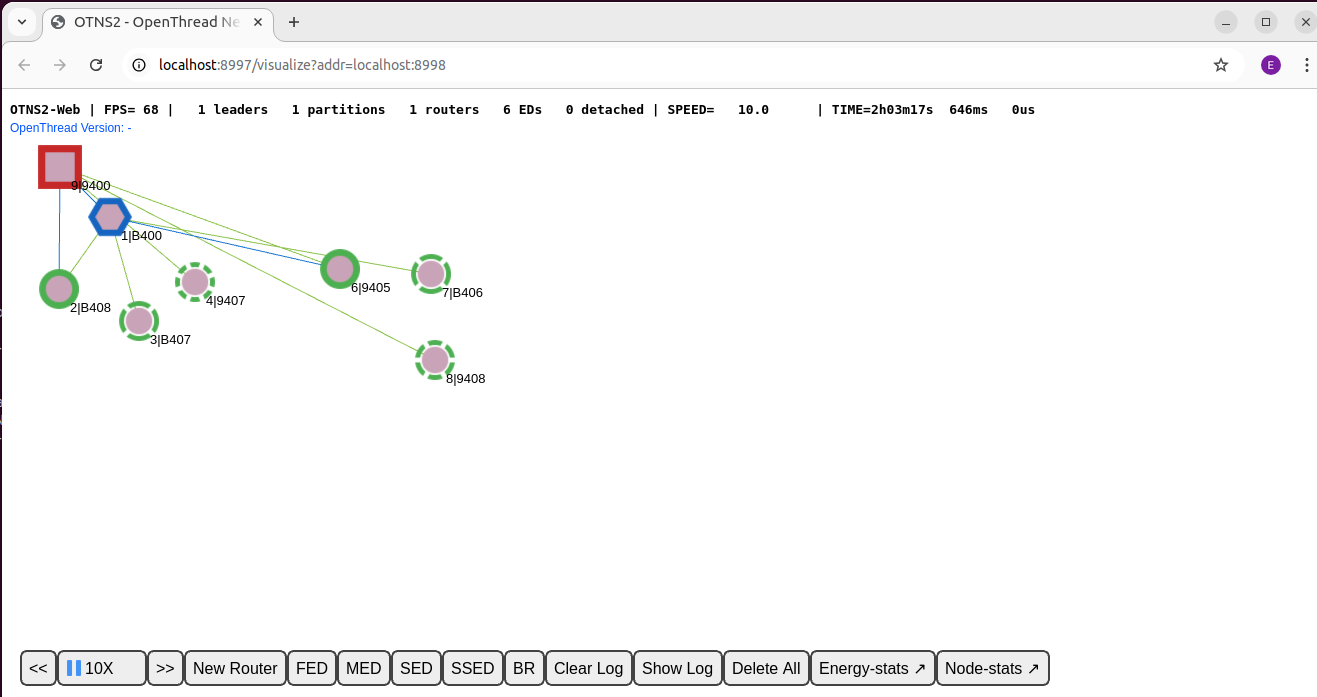 OTNS2 - OpenThread Ne
localhost:8997/visualize?addr=localhost:8998
E
OTNS2-Web | FPS= 68 | 1 leaders 1 partitions 1 routers 6 EDs 0 detached | SPEED= 10.0 | TIME=2h03m17s 646ms 0us
OpenThread Version: -
9|9400
1|B400
6|9405
7|B406
4|9407
2|B408
3|B407
8|9408
<< 10X >> New Router FED MED SED SSED BR Clear Log Show Log Delete All Energy-stats ↗ Node-stats ↗